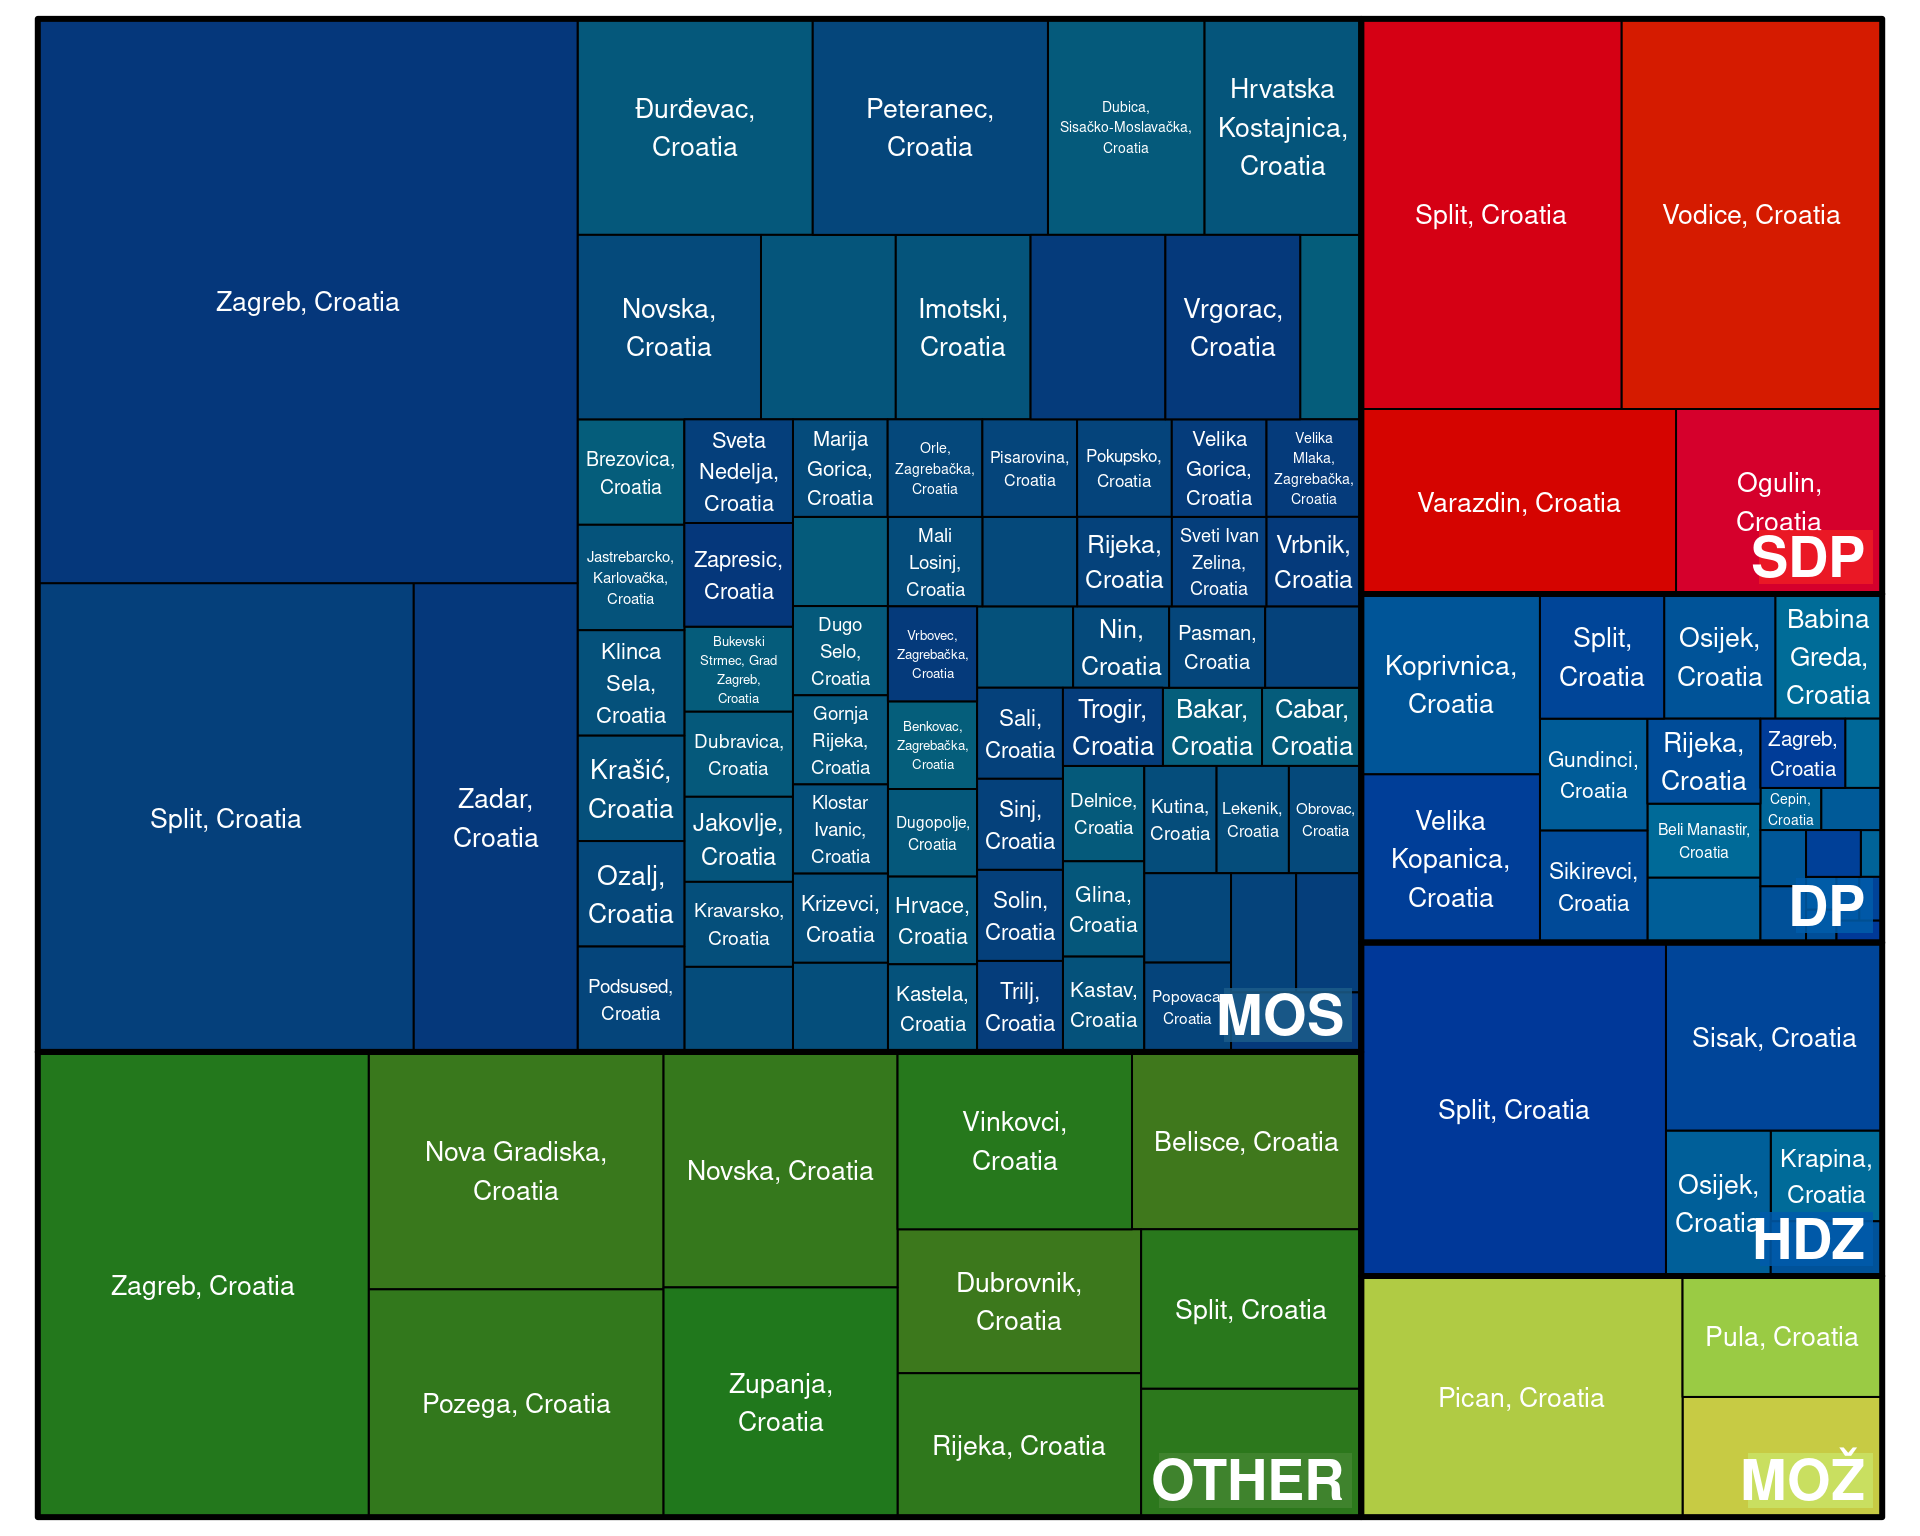 Zagreb, Croatia
Split, Croatia
Zadar,
Croatia
Đurđevac,
Croatia
Peteranec,
Croatia
Dubica,
Sisačko-Moslavačka,
Croatia
Hrvatska
Kostajnica,
Croatia
Novska,
Croatia
Imotski,
Croatia
Vrgorac,
Croatia
Brezovica,
Croatia
Jastrebarcko,
Karlovačka,
Croatia
Klinca
Sela,
Croatia
Krašić,
Croatia
Ozalj,
Croatia
Podsused,
Croatia
Sveta
Nedelja,
Croatia
Zapresic,
Croatia
Bukevski
Strmec, Grad
Zagreb,
Croatia
Dubravica,
Croatia
Jakovlje,
Croatia
Kravarsko,
Croatia
Marija
Gorica,
Croatia
Dugo
Selo,
Croatia
Gornja
Rijeka,
Croatia
Klostar
Ivanic,
Croatia
Krizevci,
Croatia
Orle,
Zagrebačka,
Croatia
Pisarovina,
Croatia
Pokupsko,
Croatia
Velika
Gorica,
Croatia
Velika
Mlaka,
Zagrebačka,
Croatia
Mali
Losinj,
Croatia
Rijeka,
Croatia
Sveti Ivan
Zelina,
Croatia
Vrbnik,
Croatia
Vrbovec,
Zagrebačka,
Croatia
Benkovac,
Zagrebačka,
Croatia
Dugopolje,
Croatia
Hrvace,
Croatia
Kastela,
Croatia
Nin,
Croatia
Pasman,
Croatia
Sali,
Croatia
Sinj,
Croatia
Solin,
Croatia
Trilj,
Croatia
Trogir,
Croatia
Bakar,
Croatia
Cabar,
Croatia
Delnice,
Croatia
Glina,
Croatia
Kastav,
Croatia
Kutina,
Croatia
Lekenik,
Croatia
Obrovac,
Croatia
Popovaca,
Croatia
MOS
Zagreb, Croatia
Nova Gradiska,
Croatia
Pozega, Croatia
Novska, Croatia
Zupanja,
Croatia
Vinkovci,
Croatia
Belisce, Croatia
Dubrovnik,
Croatia
Rijeka, Croatia
Split, Croatia
OTHER
Split, Croatia
Vodice, Croatia
Varazdin, Croatia
Ogulin,
Croatia
SDP
Koprivnica,
Croatia
Velika
Kopanica,
Croatia
Split,
Croatia
Osijek,
Croatia
Babina
Greda,
Croatia
Gundinci,
Croatia
Sikirevci,
Croatia
Rijeka,
Croatia
Beli Manastir,
Croatia
Zagreb,
Croatia
Cepin,
Croatia
DP
Split, Croatia
Sisak, Croatia
Osijek,
Croatia
Krapina,
Croatia
HDZ
Pican, Croatia
Pula, Croatia
MOŽ